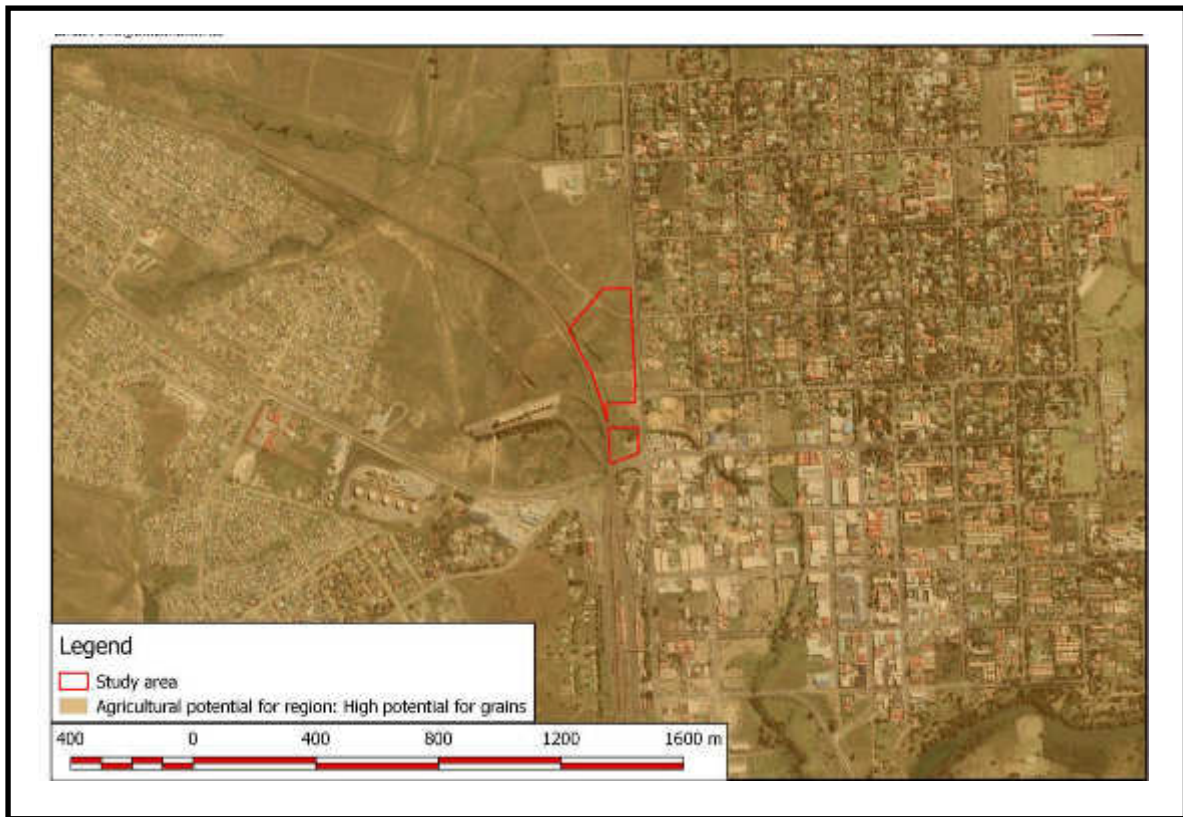 Legend
Study area
Agricultural potential for region: High potential for grains
400 0 400 800 1200 1600 m